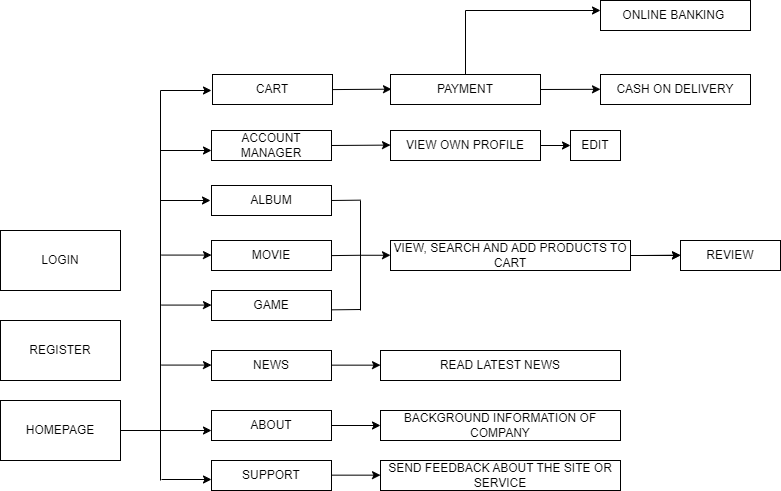 ONLINE BANKING
CART
PAYMENT
CASH ON DELIVERY
ACCOUNT
MANAGER
VIEW OWN PROFILE
EDIT
ALBUM
LOGIN
MOVIE
VIEW, SEARCH AND ADD PRODUCTS TO
CART
REVIEW
GAME
REGISTER
NEWS
READ LATEST NEWS
HOMEPAGE
ABOUT
BACKGROUND INFORMATION OF
COMPANY
SUPPORT
SEND FEEDBACK ABOUT THE SITE OR
SERVICE